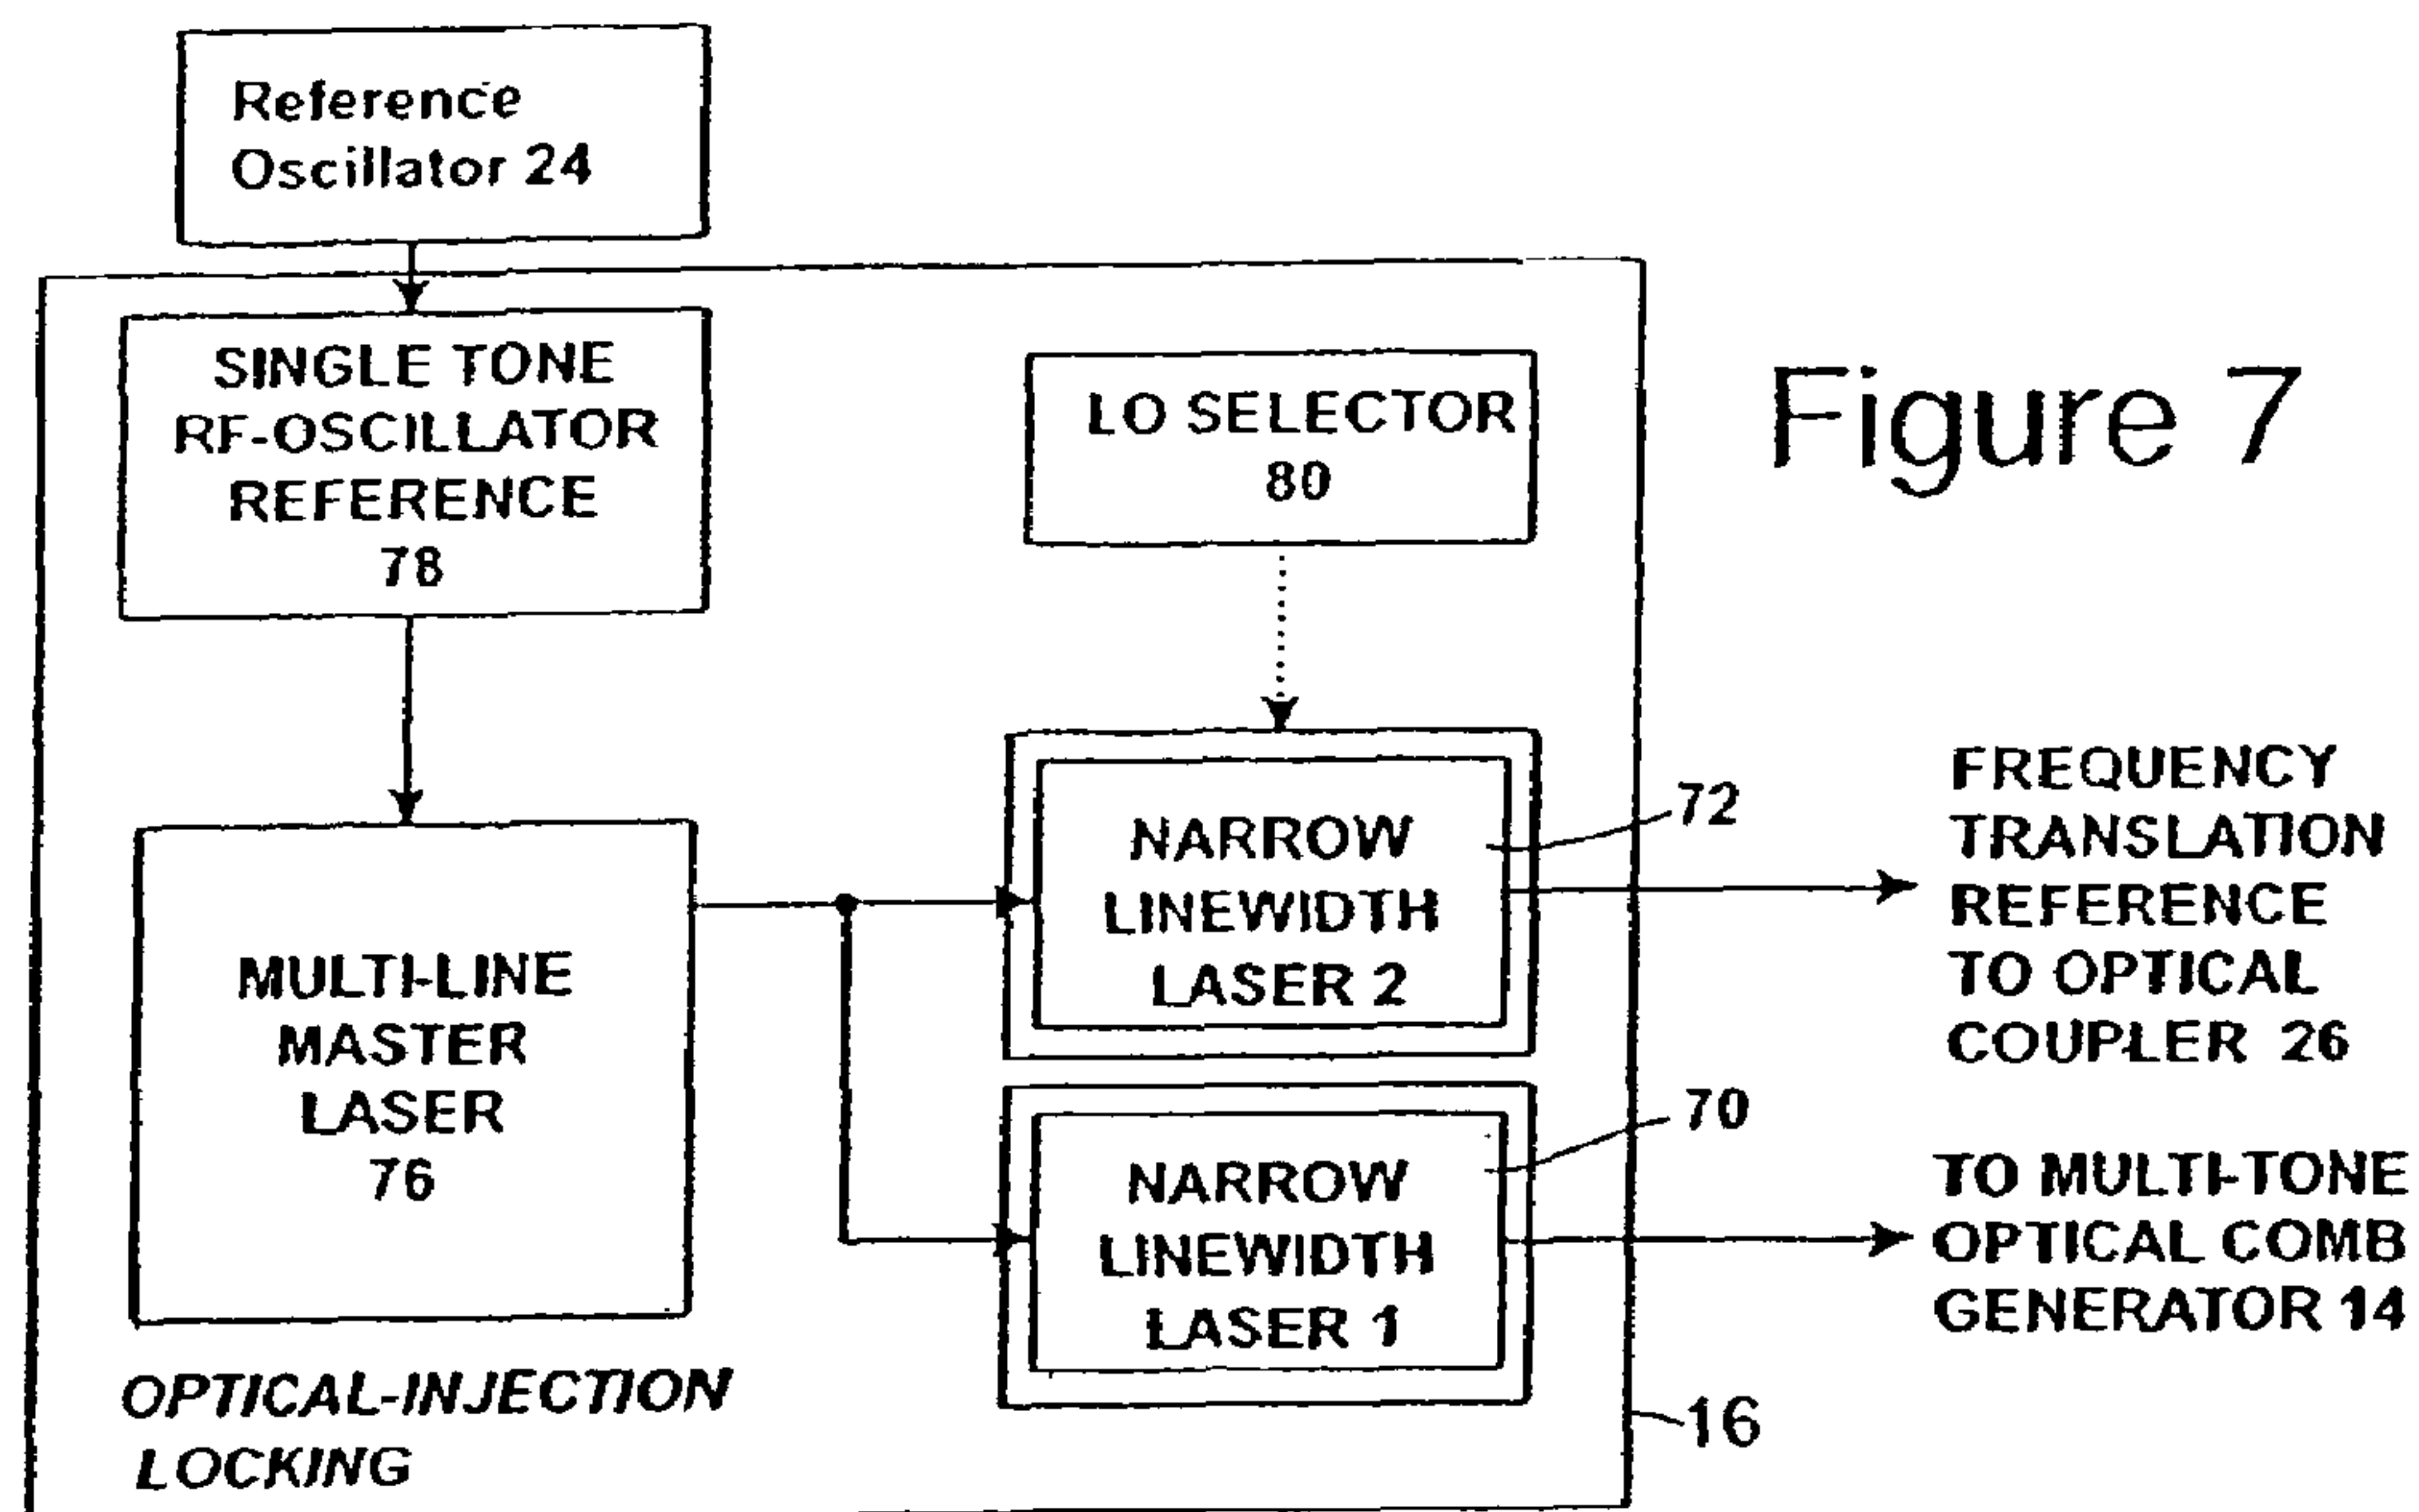 Reference
Oscillator 24
SINGLE TONE
RF-OSCILLATOR
REFERENCE
78
LO SELECTOR
80
Figure 7
MULTI-LINE
MASTER
LASER
76
NARROW
LINEWIDTH
LASER 2
72
FREQUENCY
TRANSLATION
REFERENCE
TO OPTICAL
COUPLER 26
NARROW
LINEWIDTH
LASER 1
70
TO MULTI-TONE
OPTICAL COMB
GENERATOR 14
16
OPTICAL-INJECTION
LOCKING